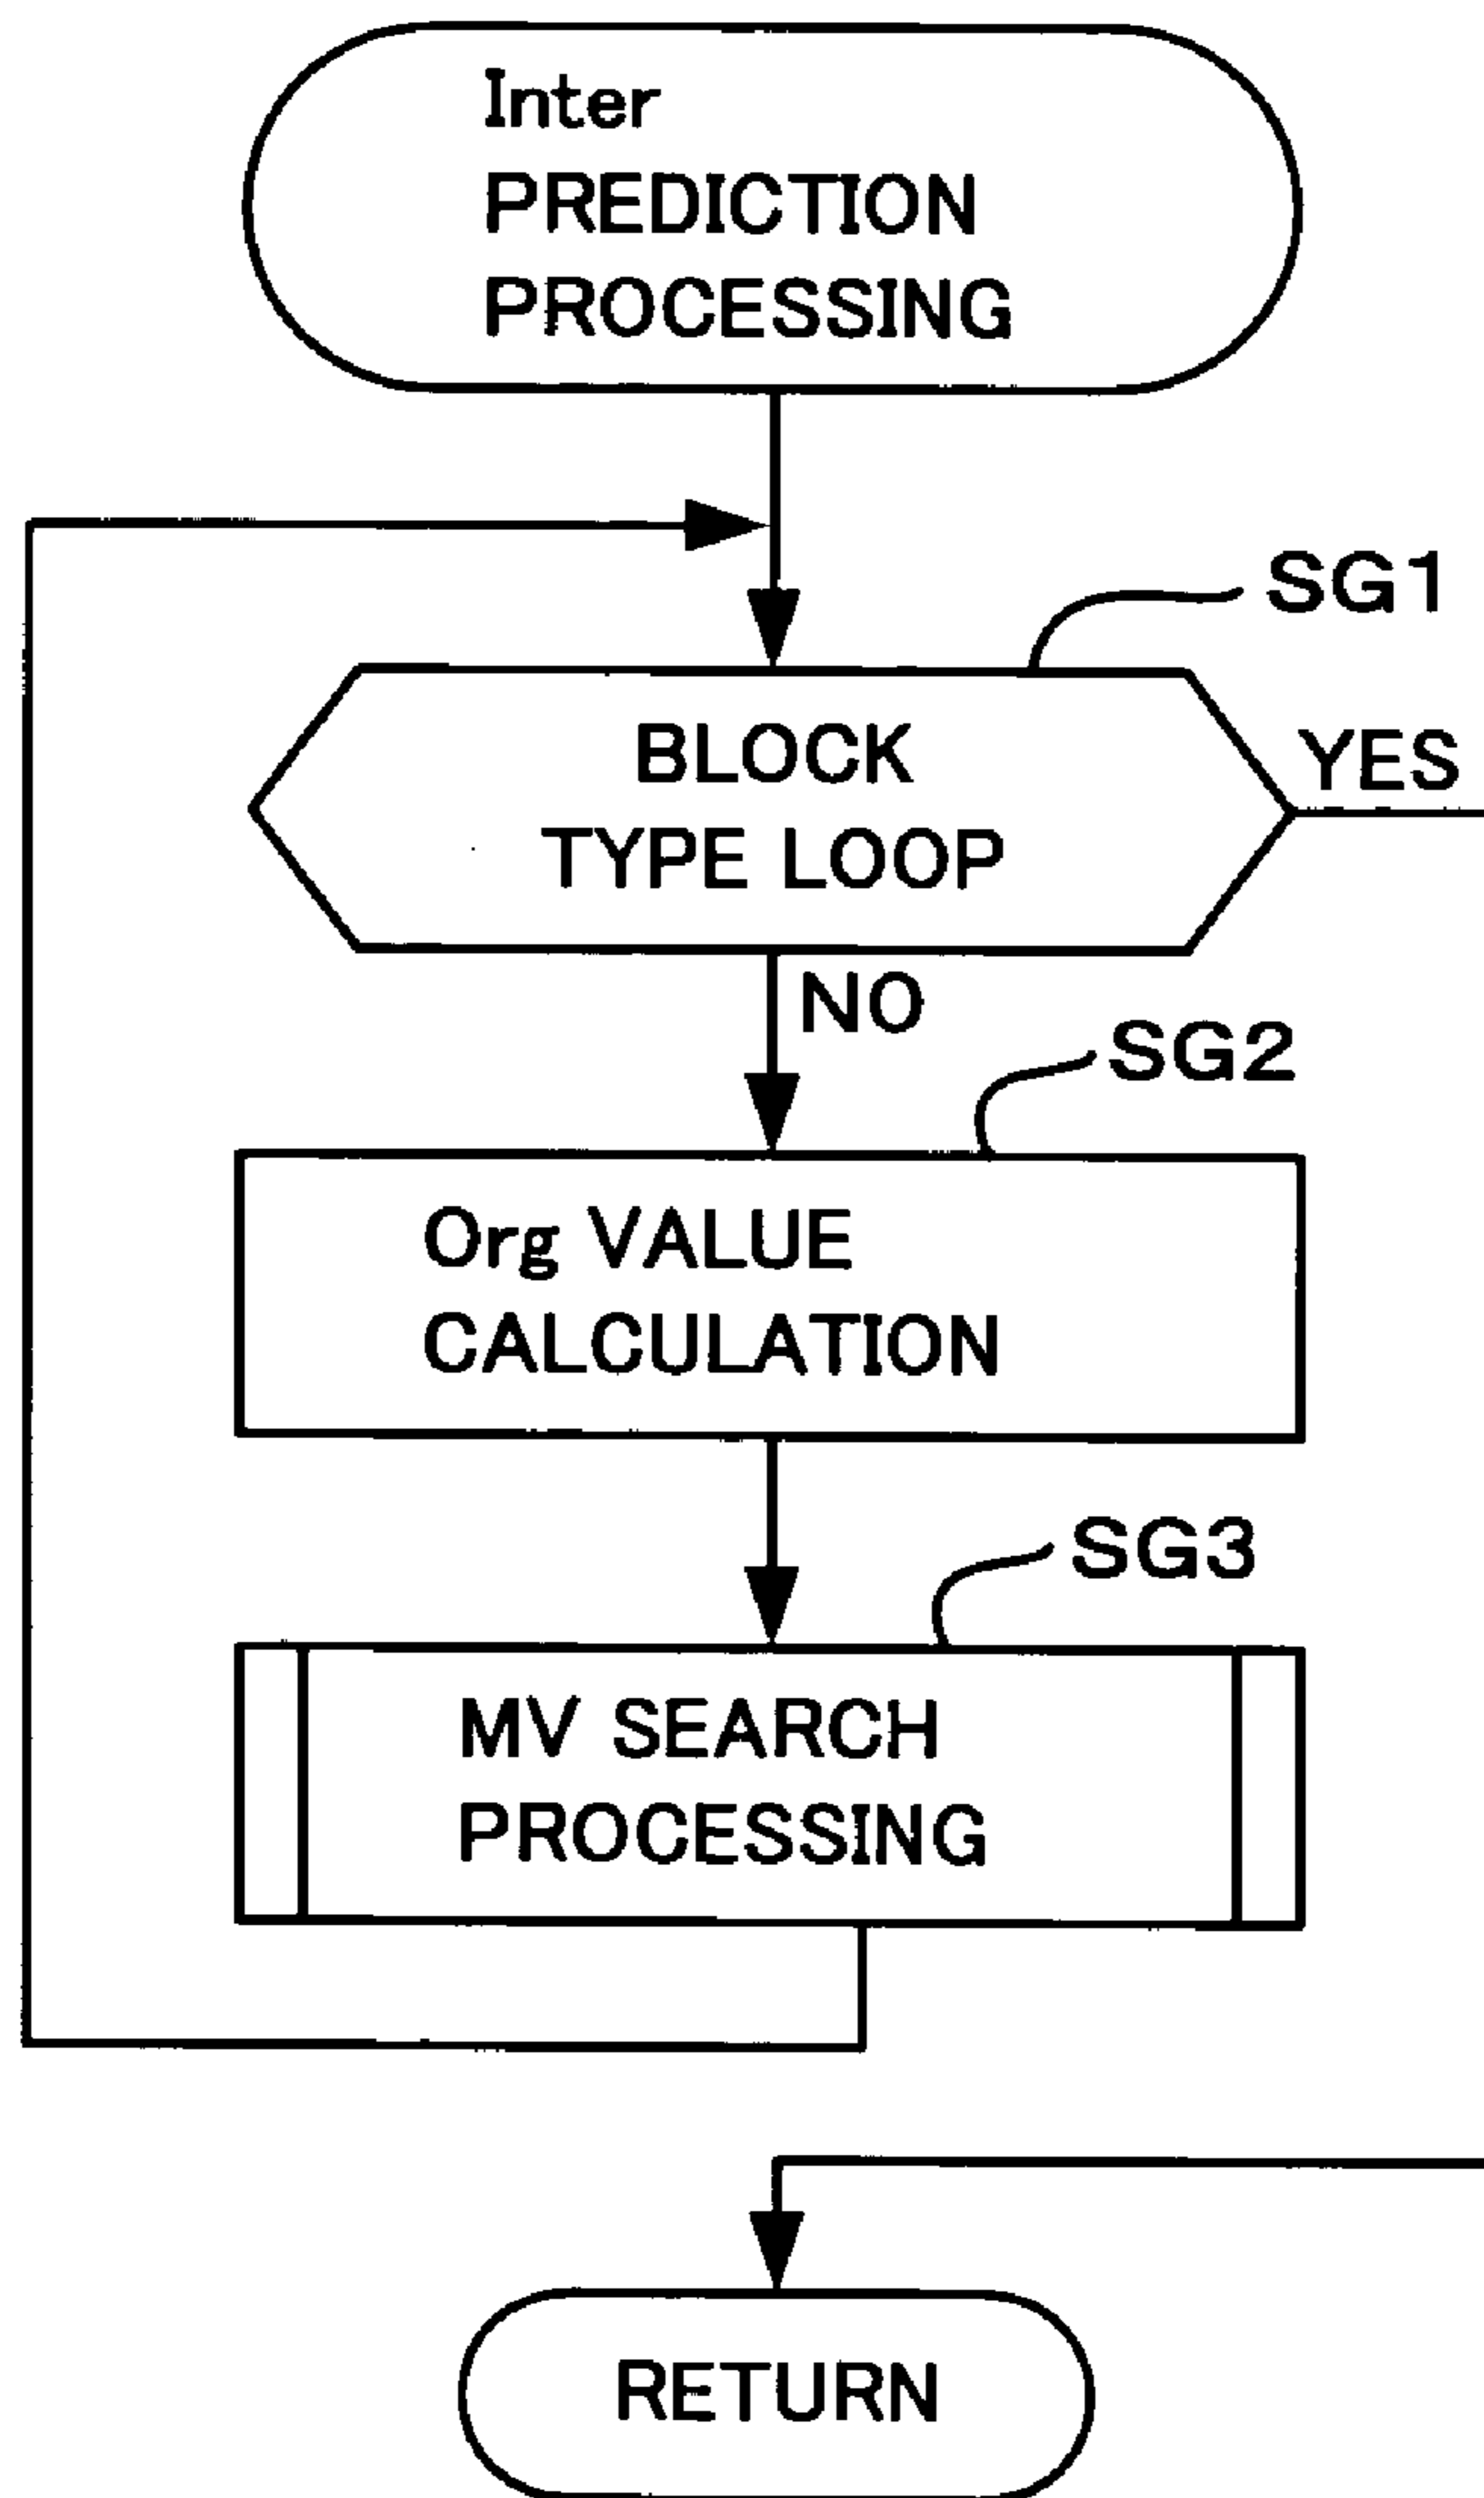 Inter
PREDICTION
PROCESSING
SG1
BLOCK
TYPE LOOP
YES
NO
SG2
Org VALUE
CALCULATION
SG3
MV SEARCH
PROCESSING
RETURN